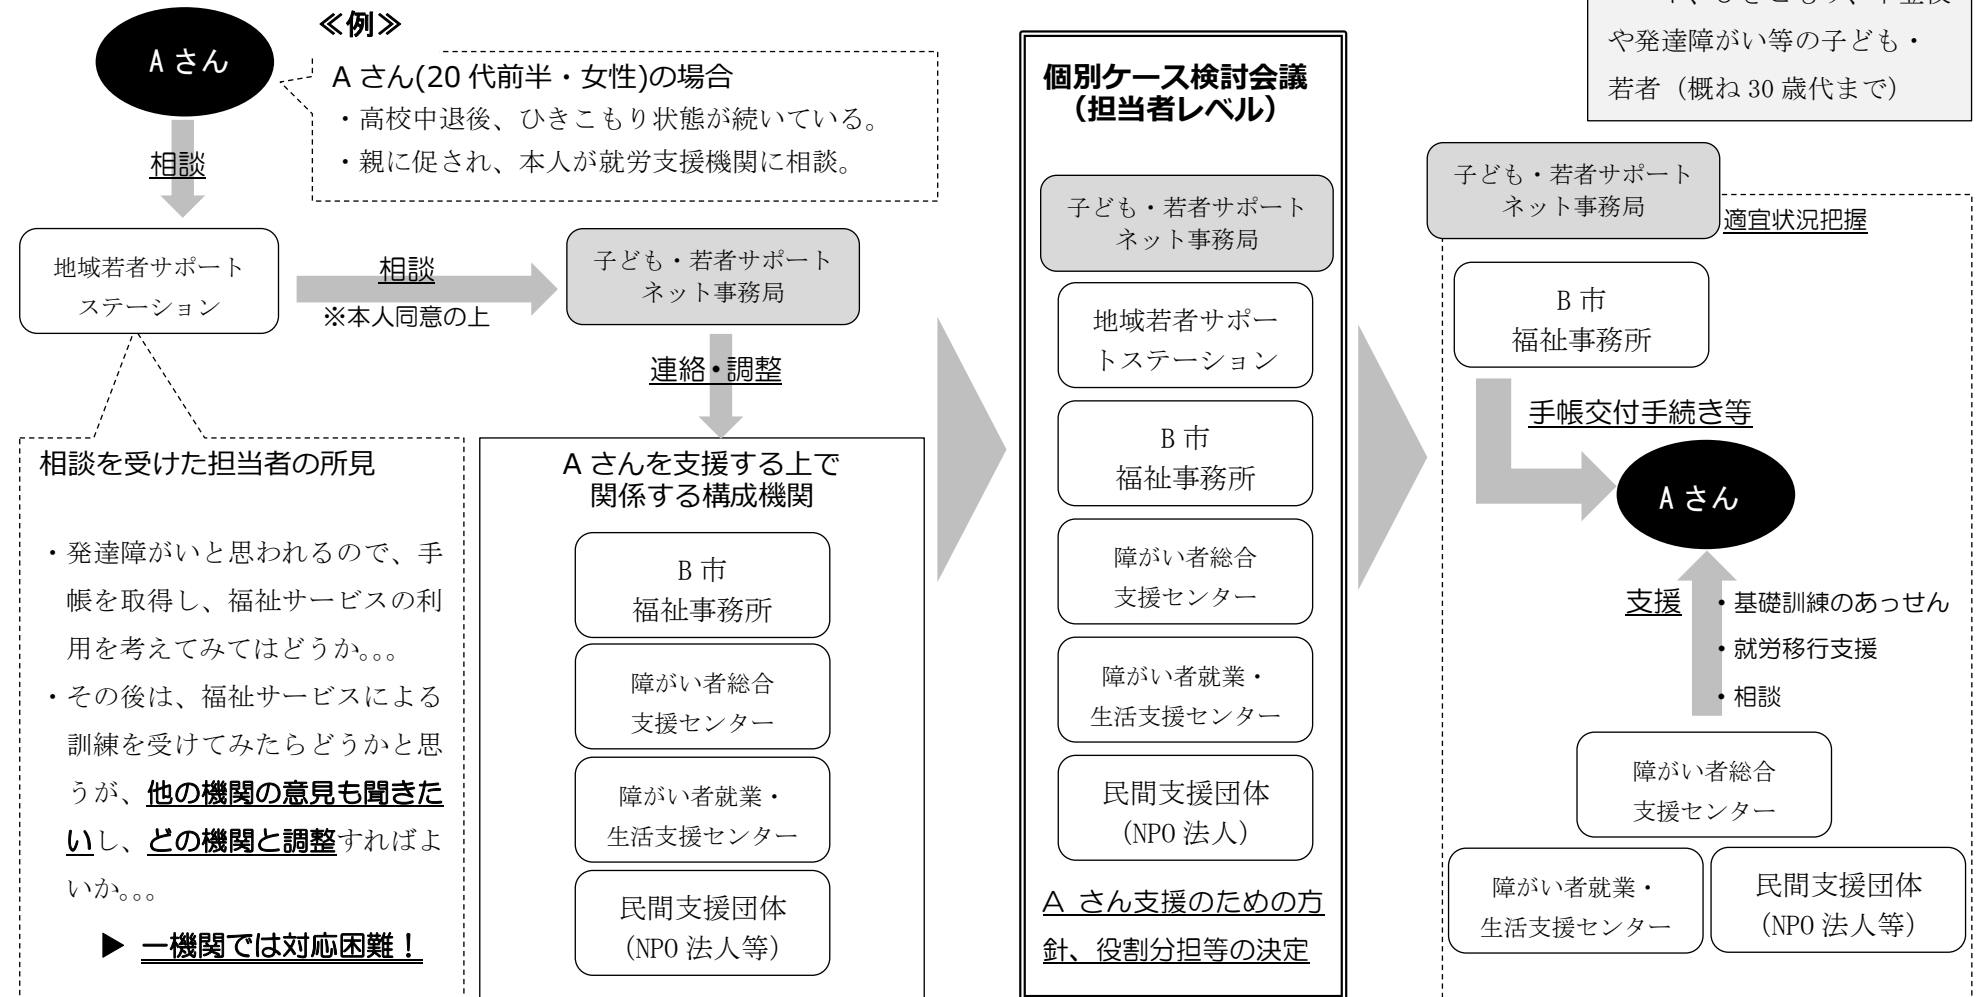 Aさん
≪例≫
Aさん(20代前半・女性)の場合
・高校中退後、ひきこもり状態が続いている。
・親に促され、本人が就労支援機関に相談。
相談
地域若者サポート
ステーション
相談
※本人同意の上
子ども・若者サポート
ネット事務局
連絡・調整
相談を受けた担当者の所見
・発達障がいと思われるので、手
帳を取得し、福祉サービスの利
用を考えてみてはどうか。。。
・その後は、福祉サービスによる
訓練を受けてみたらどうかと思
うが、他の機関の意見も聞きた
いし、どの機関と調整すればよ
いか。。。
▶ 一機関では対応困難！
Aさんを支援する上で
関係する構成機関
B市
福祉事務所
障がい者総合
支援センター
障がい者就業・
生活支援センター
民間支援団体
(NPO法人等)
個別ケース検討会議
（担当者レベル）
子ども・若者サポート
ネット事務局
地域若者サポー
トステーション
B市
福祉事務所
障がい者総合
支援センター
障がい者就業・
生活支援センター
民間支援団体
(NPO法人)
A さん支援のための方
針、役割分担等の決定
や発達障がい等の子ども・
若者（概ね30歳代まで）
子ども・若者サポート
ネット事務局
適宜状況把握
B市
福祉事務所
手帳交付手続き等
Aさん
支援
・基礎訓練のあっせん
・就労移行支援
・相談
障がい者総合
支援センター
障がい者就業・
生活支援センター
民間支援団体
(NPO法人等)